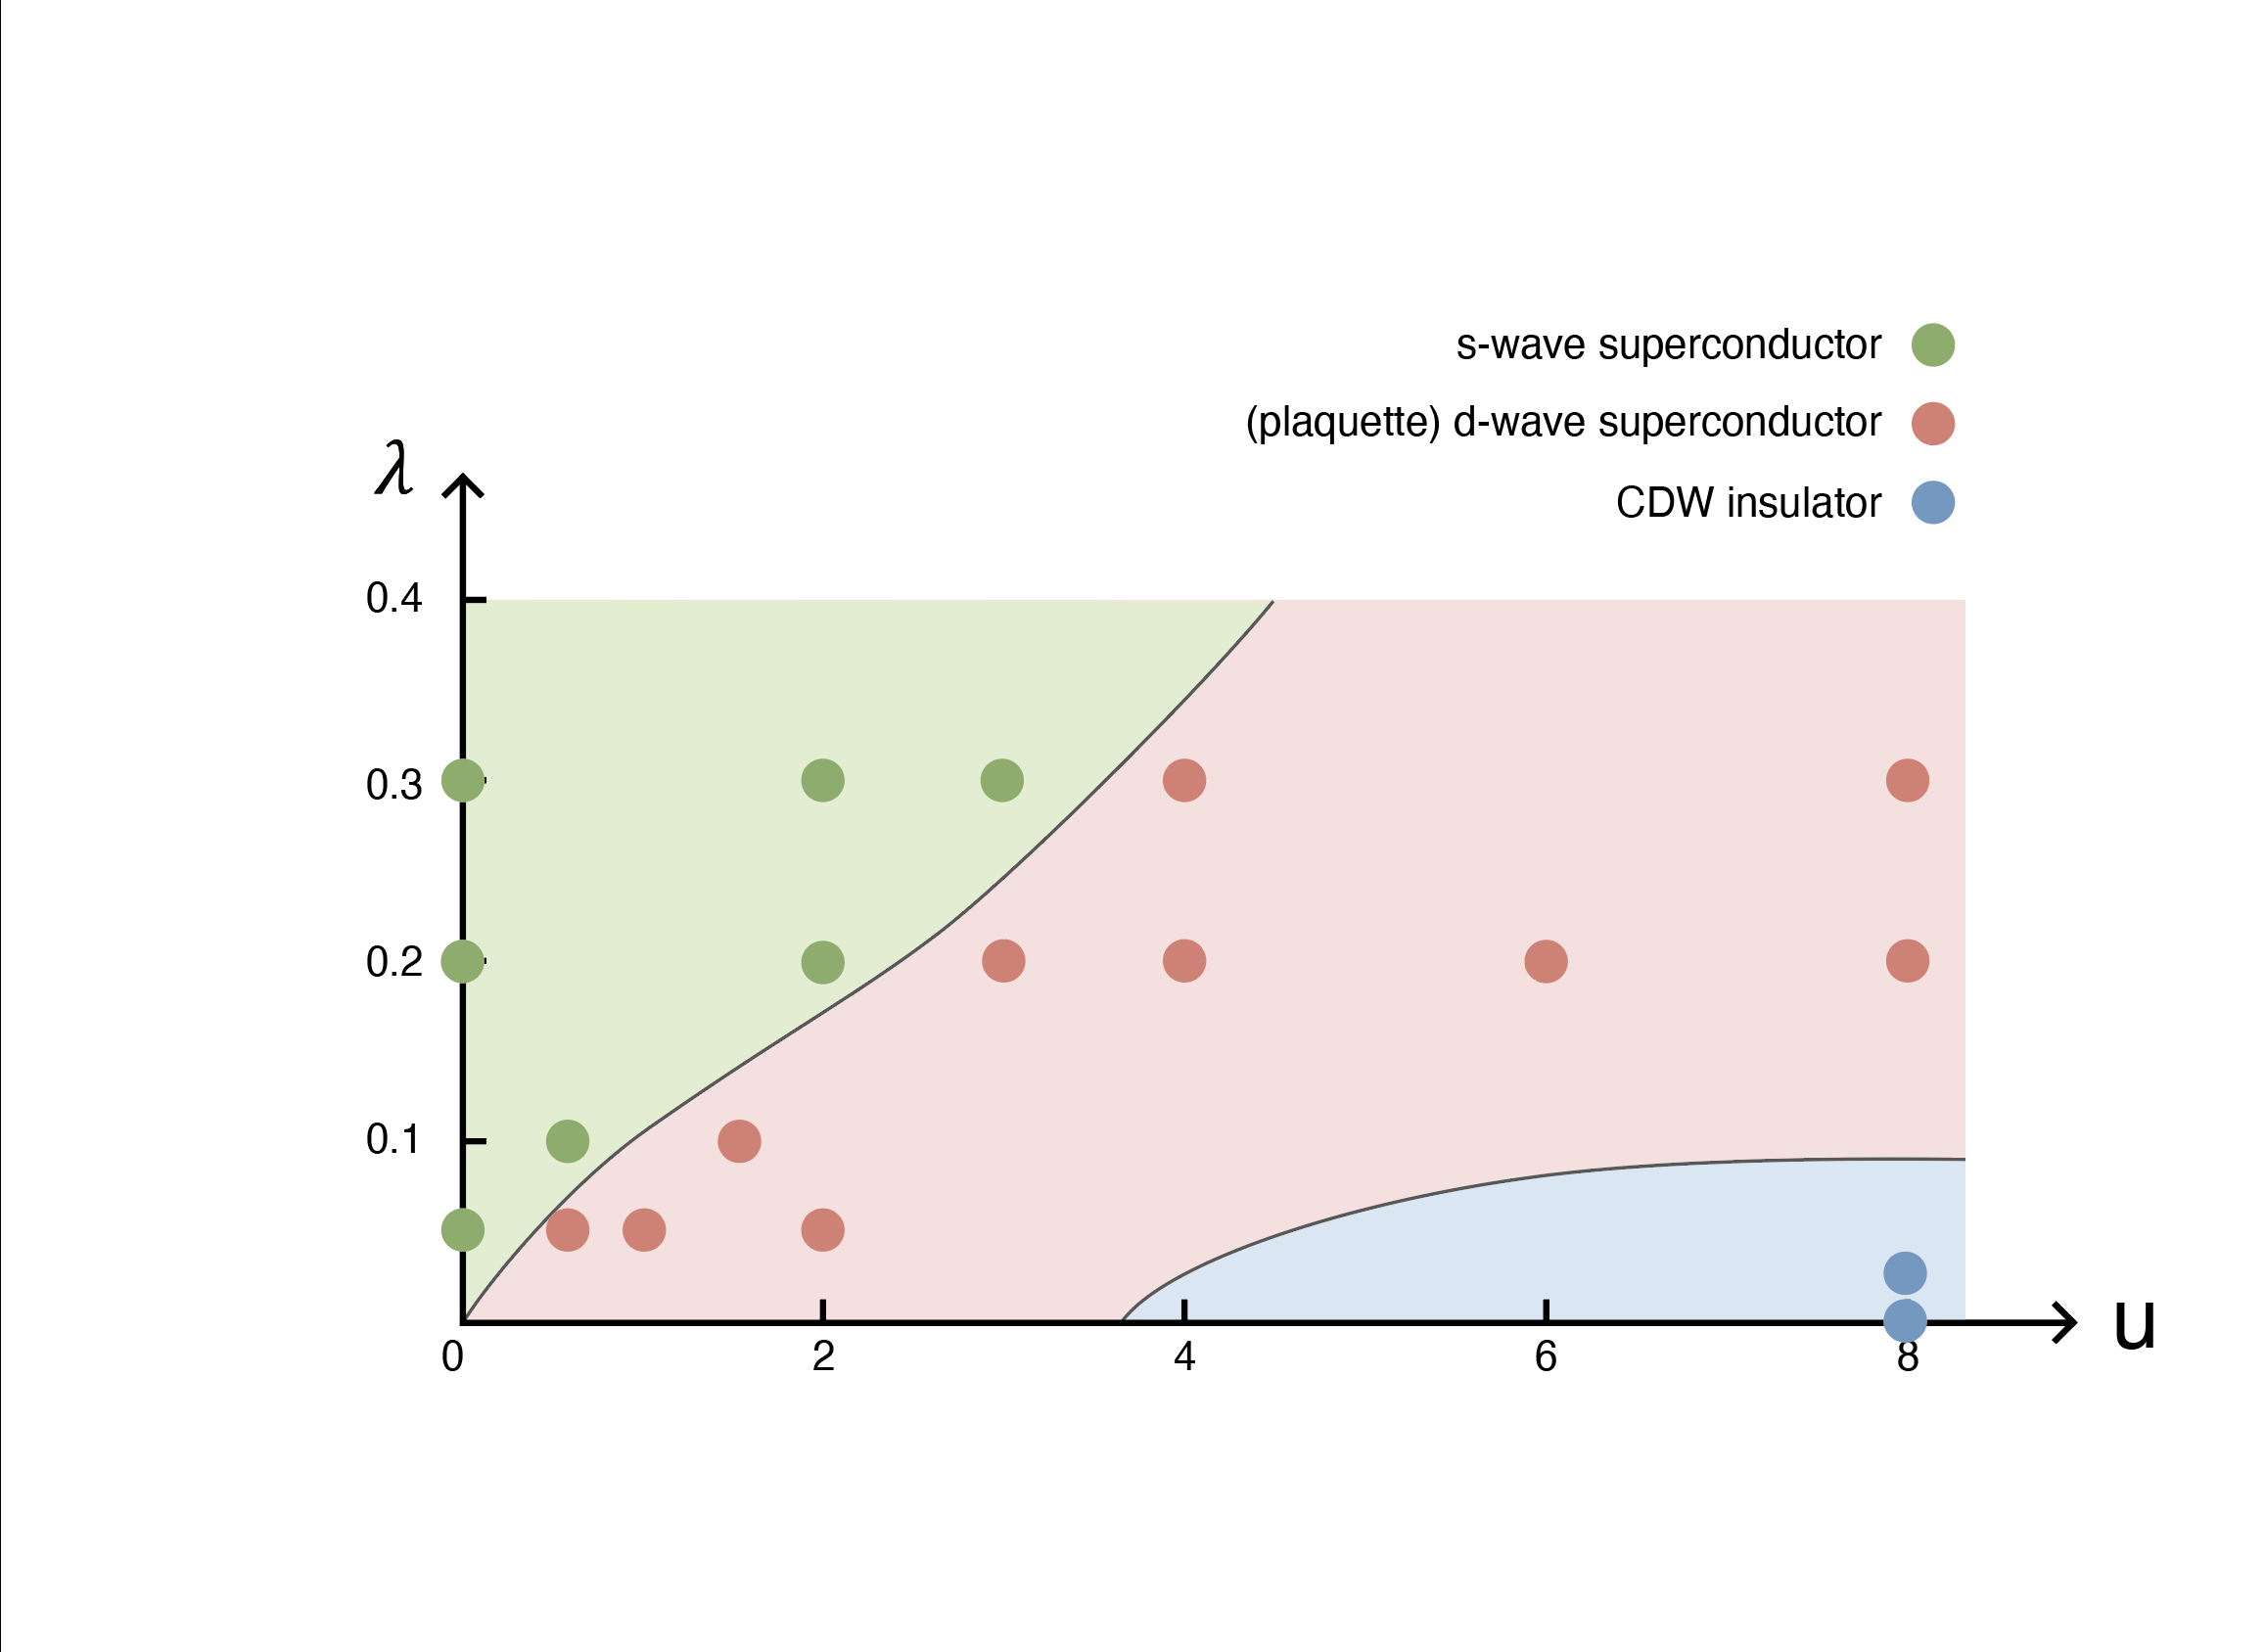 s-wave superconductor
(plaquette) d-wave superconductor
CDW insulator
λ
0.4
0.3
0.2
0.1
0 2 4 6 8
u